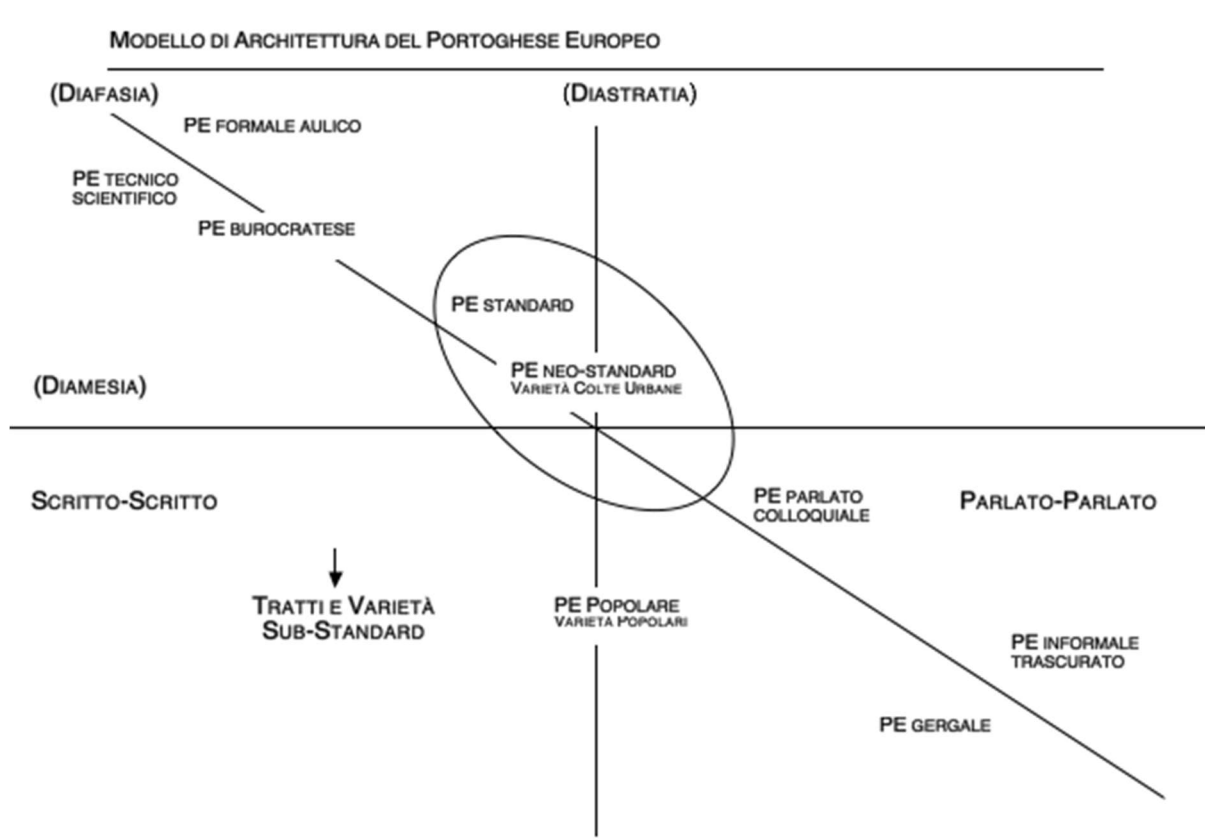 MODELLO DI ARCHITETTURA DEL PORTOGHESE EUROPEO
(DIAFASIA)
(DIASTRATIA)
PE FORMALE AULICO
PE TECNICO
SCIENTIFICO
PE BUROCRATESE
PE STANDARD
PE NEO-STANDARD
VARIETÀ COLTE URBANE
(DIAMESIA)
SCRITTO-SCRITTO
PE PARLATO
COLLOQUIALE
PARLATO-PARLATO
TRATTI E VARIETÀ
SUB-STANDARD
PE POPOLARE
VARIETÀ POPOLARI
PE INFORMALE
TRASCURATO
PE GERGALE